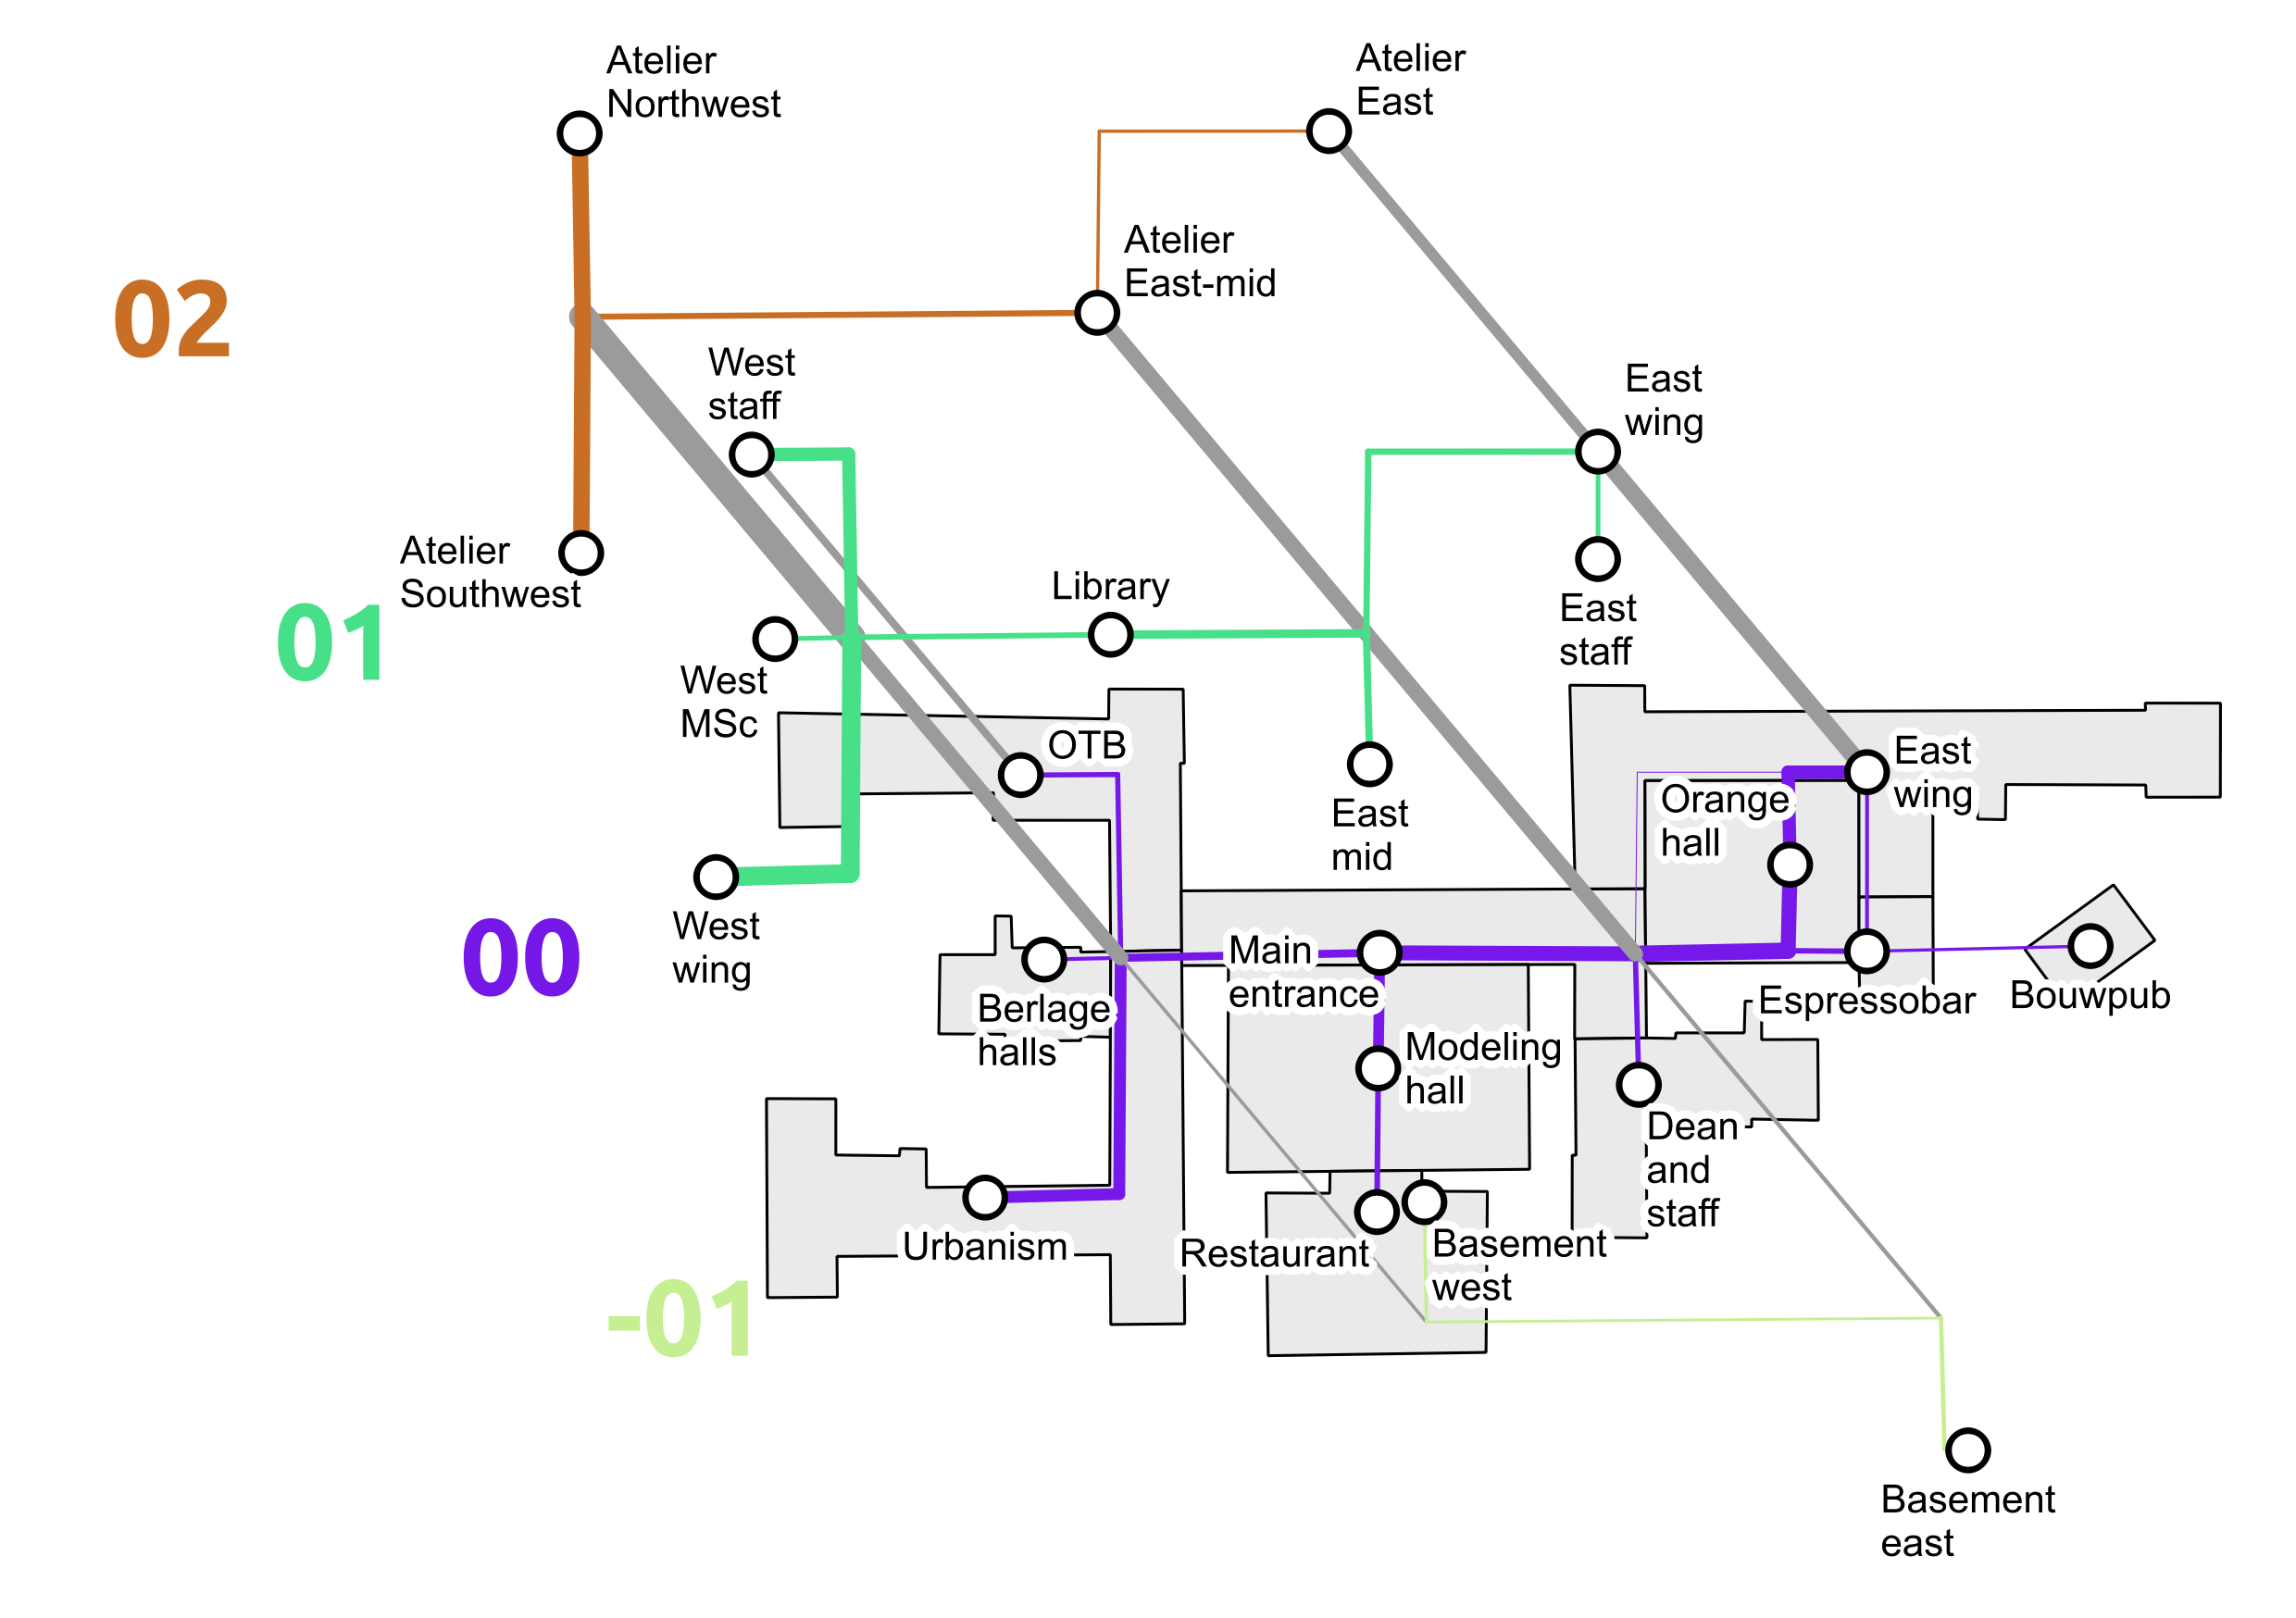 Atelier
Northwest
Atelier
East
Atelier
East-mid
02
West
staff
East
wing
Atelier
Southwest
01
Library
East
staff
West
MSc
OTB
East
wing
Orange
hall
East
mid
00
West
wing
Main
entrance
Berlage
halls
Espressobar
Bouwpub
Modeling
hall
Dean
and
staff
Urbanism
Restaurant
Basement
west
-01
Basement
east